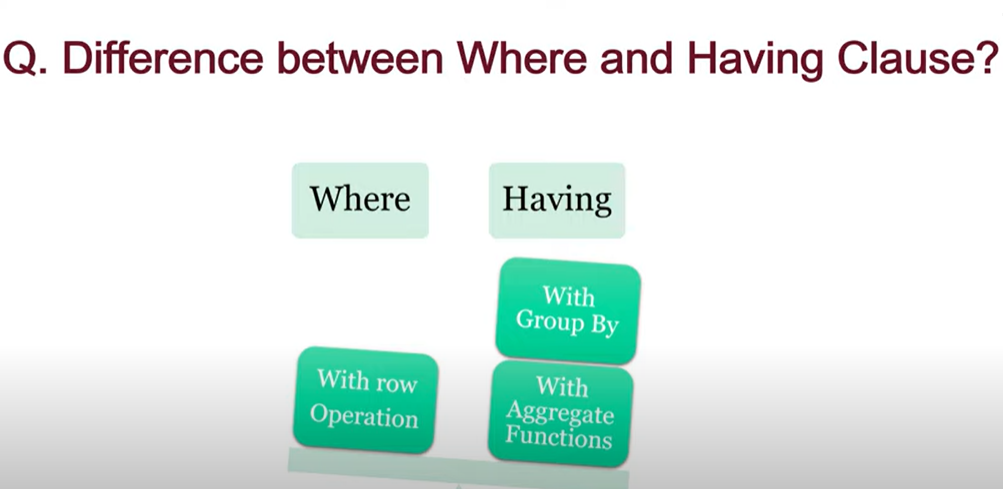 Q. Difference between Where and Having Clause?
Where
Having
With
Group By
With row
Operation
With
Aggregate
Functions